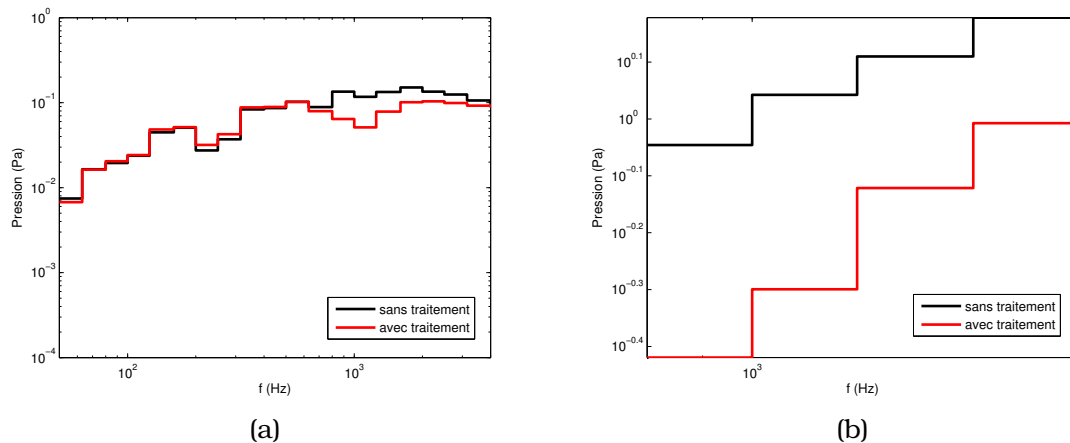 10^0
10^-1
10^-2
10^-3
10^-4
Pression (Pa)
10^2
10^3
f (Hz)
sans traitement
avec traitement
(a)
10^0.1
10^0
10^-0.1
10^-0.2
10^-0.3
10^-0.4
Pression (Pa)
10^3
f (Hz)
sans traitement
avec traitement
(b)